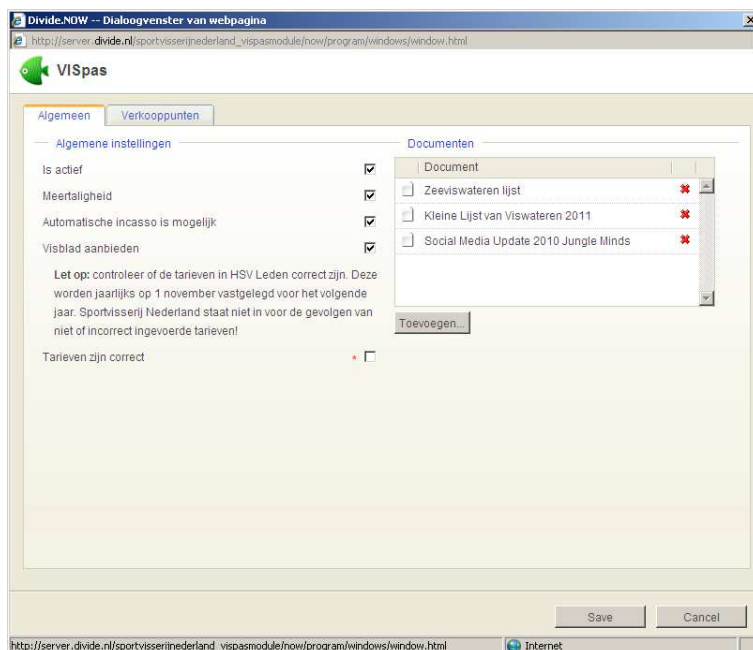 Divide.NOW -- Dialoogvenster van webpagina
http://server.divide.nl/sportvisserijnederland_vispasmodule/now/program/windows/window.html
VISpas
Algemeen
Verkooppunten
Algemene instellingen
Is actief
Meertaligheid
Automatische incasso is mogelijk
Visblad aanbieden
Let op: controleer of de tarieven in HSV Leden correct zijn. Deze
worden jaarlijks op 1 november vastgelegd voor het volgende
jaar. Sportvisserij Nederland staat niet in voor de gevolgen van
niet of incorrect ingevoerde tarieven!
Tarieven zijn correct *
Documenten
Document
Zeeviswateren lijst
Kleine Lijst van Viswateren 2011
Social Media Update 2010 Jungle Minds
Toevoegen...
Save
Cancel
http://server.divide.nl/sportvisserijnederland_vispasmodule/now/program/windows/window.html
Internet